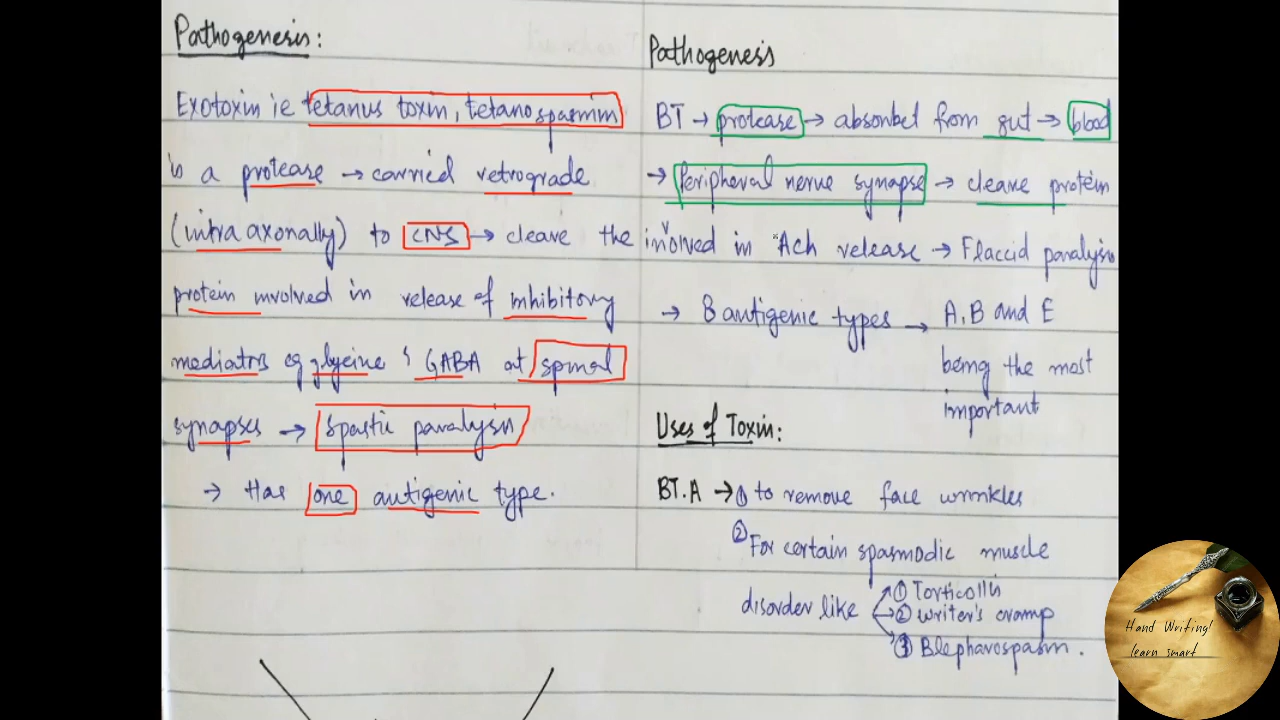 Pathogenesis:
Exotoxin ie tetanus toxin, tetanospasmin
is a protease → carried retrograde
(intra axonally) to CNS → cleave the
protein involved in release of inhibitory
mediators eg glycine & GABA at spinal
synapses → Spastic paralysis
→ Has one antigenic type.
Pathogenesis
BT → protease → absorbed from gut → blood
→ Peripheral nerve synapse → cleave protein
involved in Ach release → Flaccid paralysis
→ 8 antigenic types → A, B and E
being the most
important
Uses of Toxin:
BT.A → ① to remove face wrinkles
② For certain spasmodic muscle
disorder like → ① Torticollis
→ ② Writer's cramp
→ ③ Blepharospasm.
Hand Writing!
learn smart